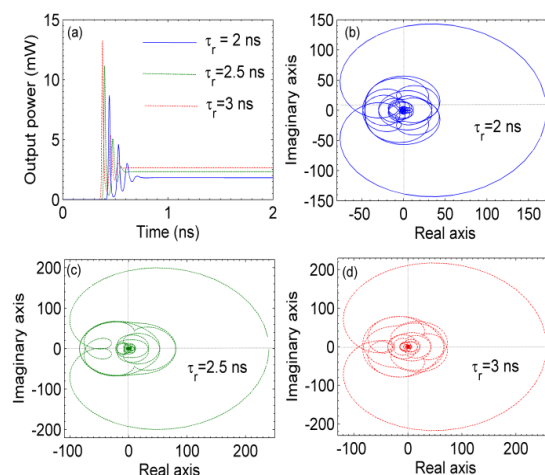 (a)
Output power (mW)
15
10
5
0
τr = 2 ns
τr=2.5 ns
τr=3 ns
0 1 2
Time (ns)
(b)
Imaginary axis
150
100
50
0
-50
-100
-150
τr=2 ns
-50 0 50 100 150
Real axis
(c)
Imaginary axis
200
100
0
-100
-200
τr=2.5 ns
-100 0 100 200
Real axis
(d)
Imaginary axis
200
100
0
-100
-200
τr=3 ns
-100 0 100 200
Real axis